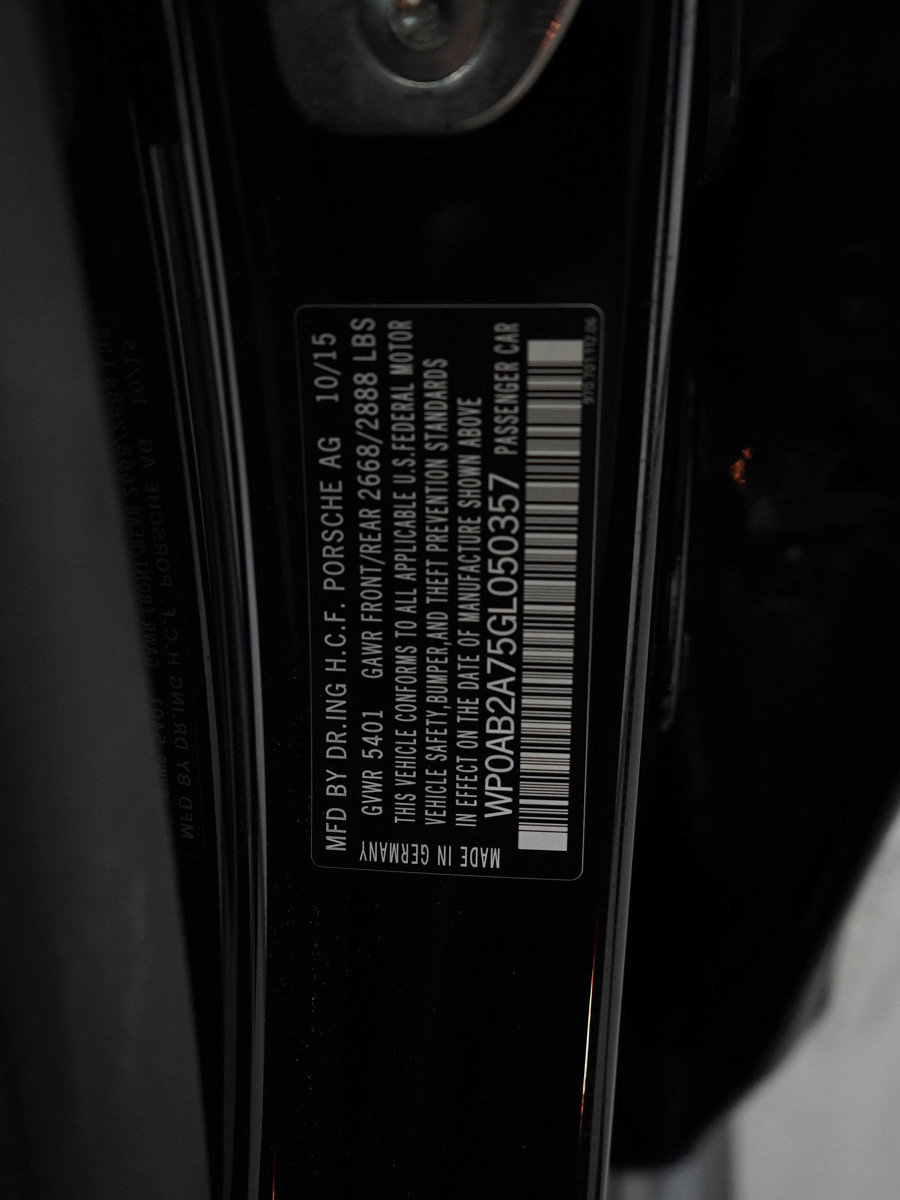 MFD BY DR.ING H.C.F. PORSCHE AG 10/15
GVWR 5401 GAWR FRONT/REAR 2668/2888 LBS
THIS VEHICLE CONFORMS TO ALL APPLICABLE U.S.FEDERAL MOTOR
VEHICLE SAFETY,BUMPER,AND THEFT PREVENTION STANDARDS
IN EFFECT ON THE DATE OF MANUFACTURE SHOWN ABOVE
WP0AB2A75GL050357 PASSENGER CAR
MADE IN GERMANY